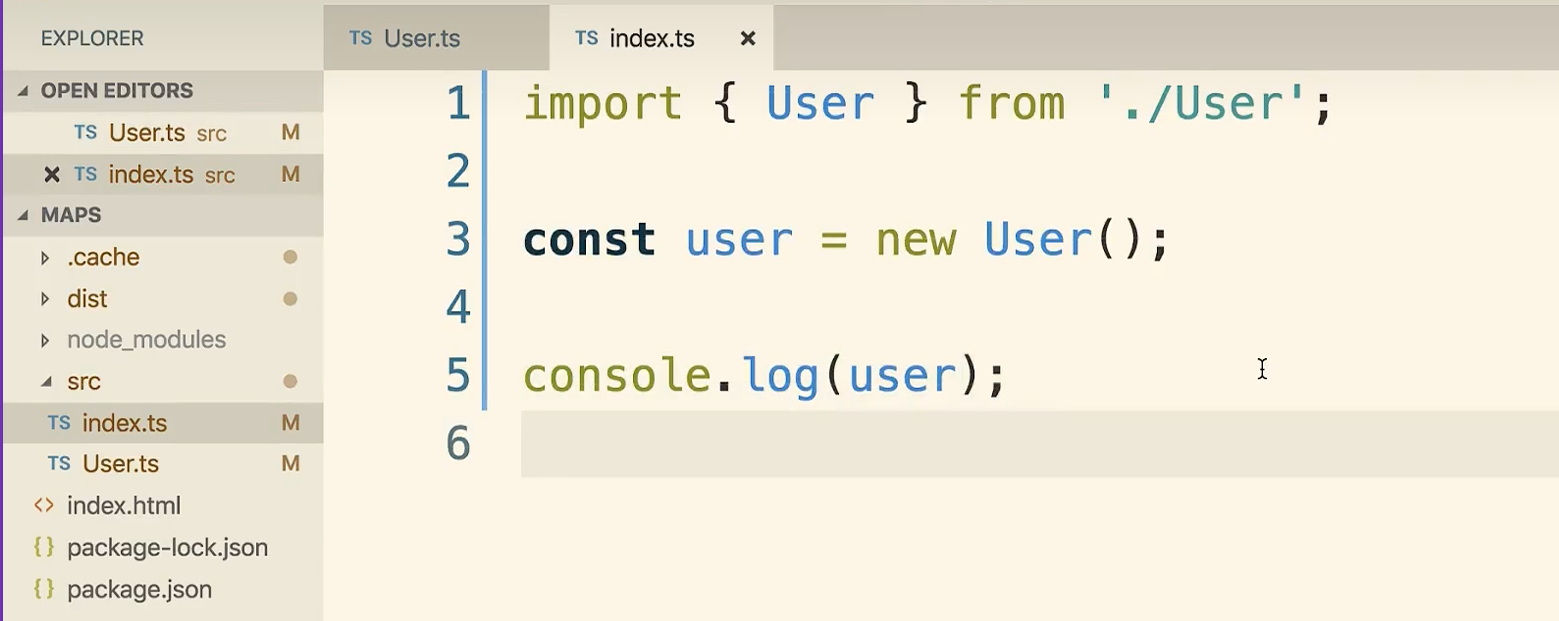 EXPLORER
TS User.ts
TS index.ts
OPEN EDITORS
TS User.ts src M
TS index.ts src M
MAPS
.cache
dist
node_modules
src
TS index.ts M
TS User.ts M
<> index.html
{} package-lock.json
{} package.json
1 import { User } from './User';
2
3 const user = new User();
4
5 console.log(user);
6